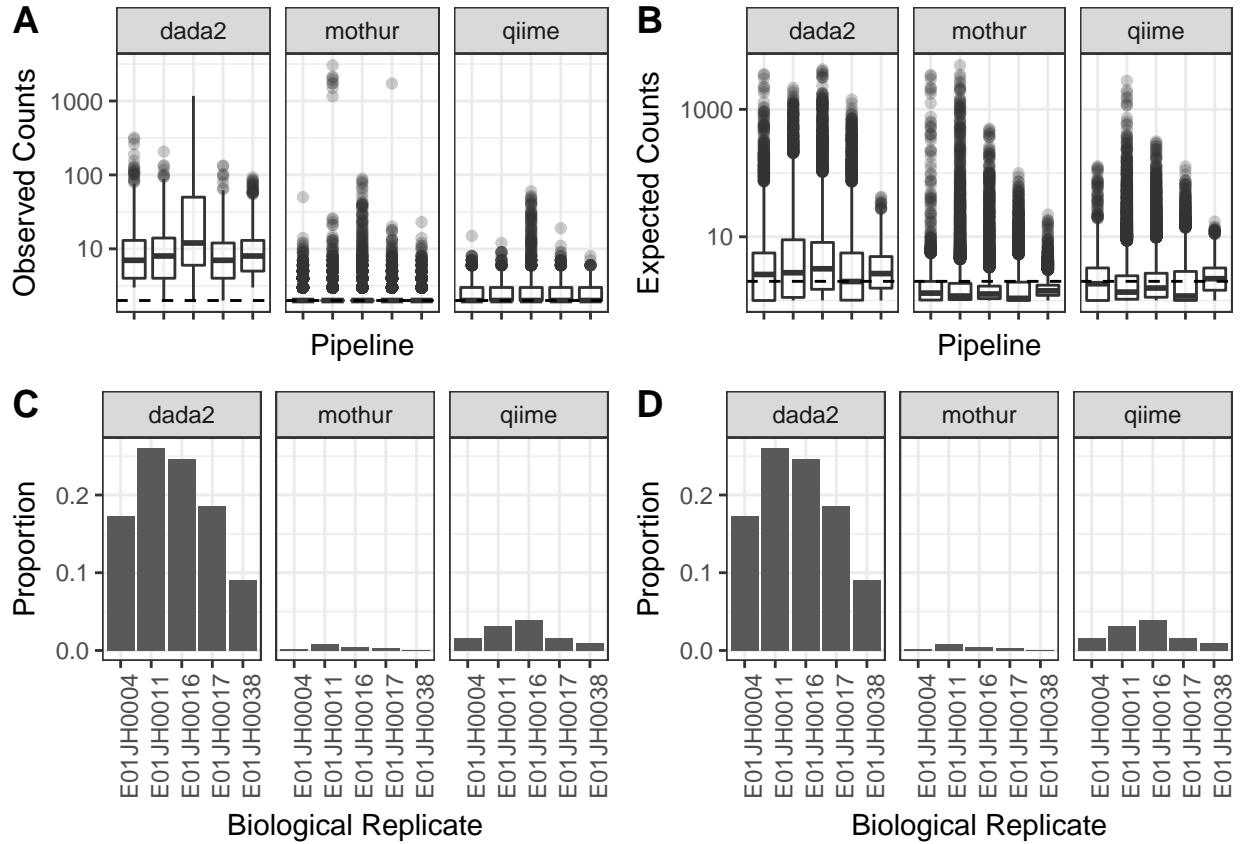 A
dada2
mothur
qiime
Observed Counts
1000
100
10
Pipeline
B
dada2
mothur
qiime
Expected Counts
1000
10
Pipeline
C
dada2
mothur
qiime
Proportion
0.2
0.1
0.0
E01JH0004
E01JH0011
E01JH0016
E01JH0017
E01JH0038
E01JH0004
E01JH0011
E01JH0016
E01JH0017
E01JH0038
E01JH0004
E01JH0011
E01JH0016
E01JH0017
E01JH0038
Biological Replicate
D
dada2
mothur
qiime
Proportion
0.2
0.1
0.0
E01JH0004
E01JH0011
E01JH0016
E01JH0017
E01JH0038
E01JH0004
E01JH0011
E01JH0016
E01JH0017
E01JH0038
E01JH0004
E01JH0011
E01JH0016
E01JH0017
E01JH0038
Biological Replicate